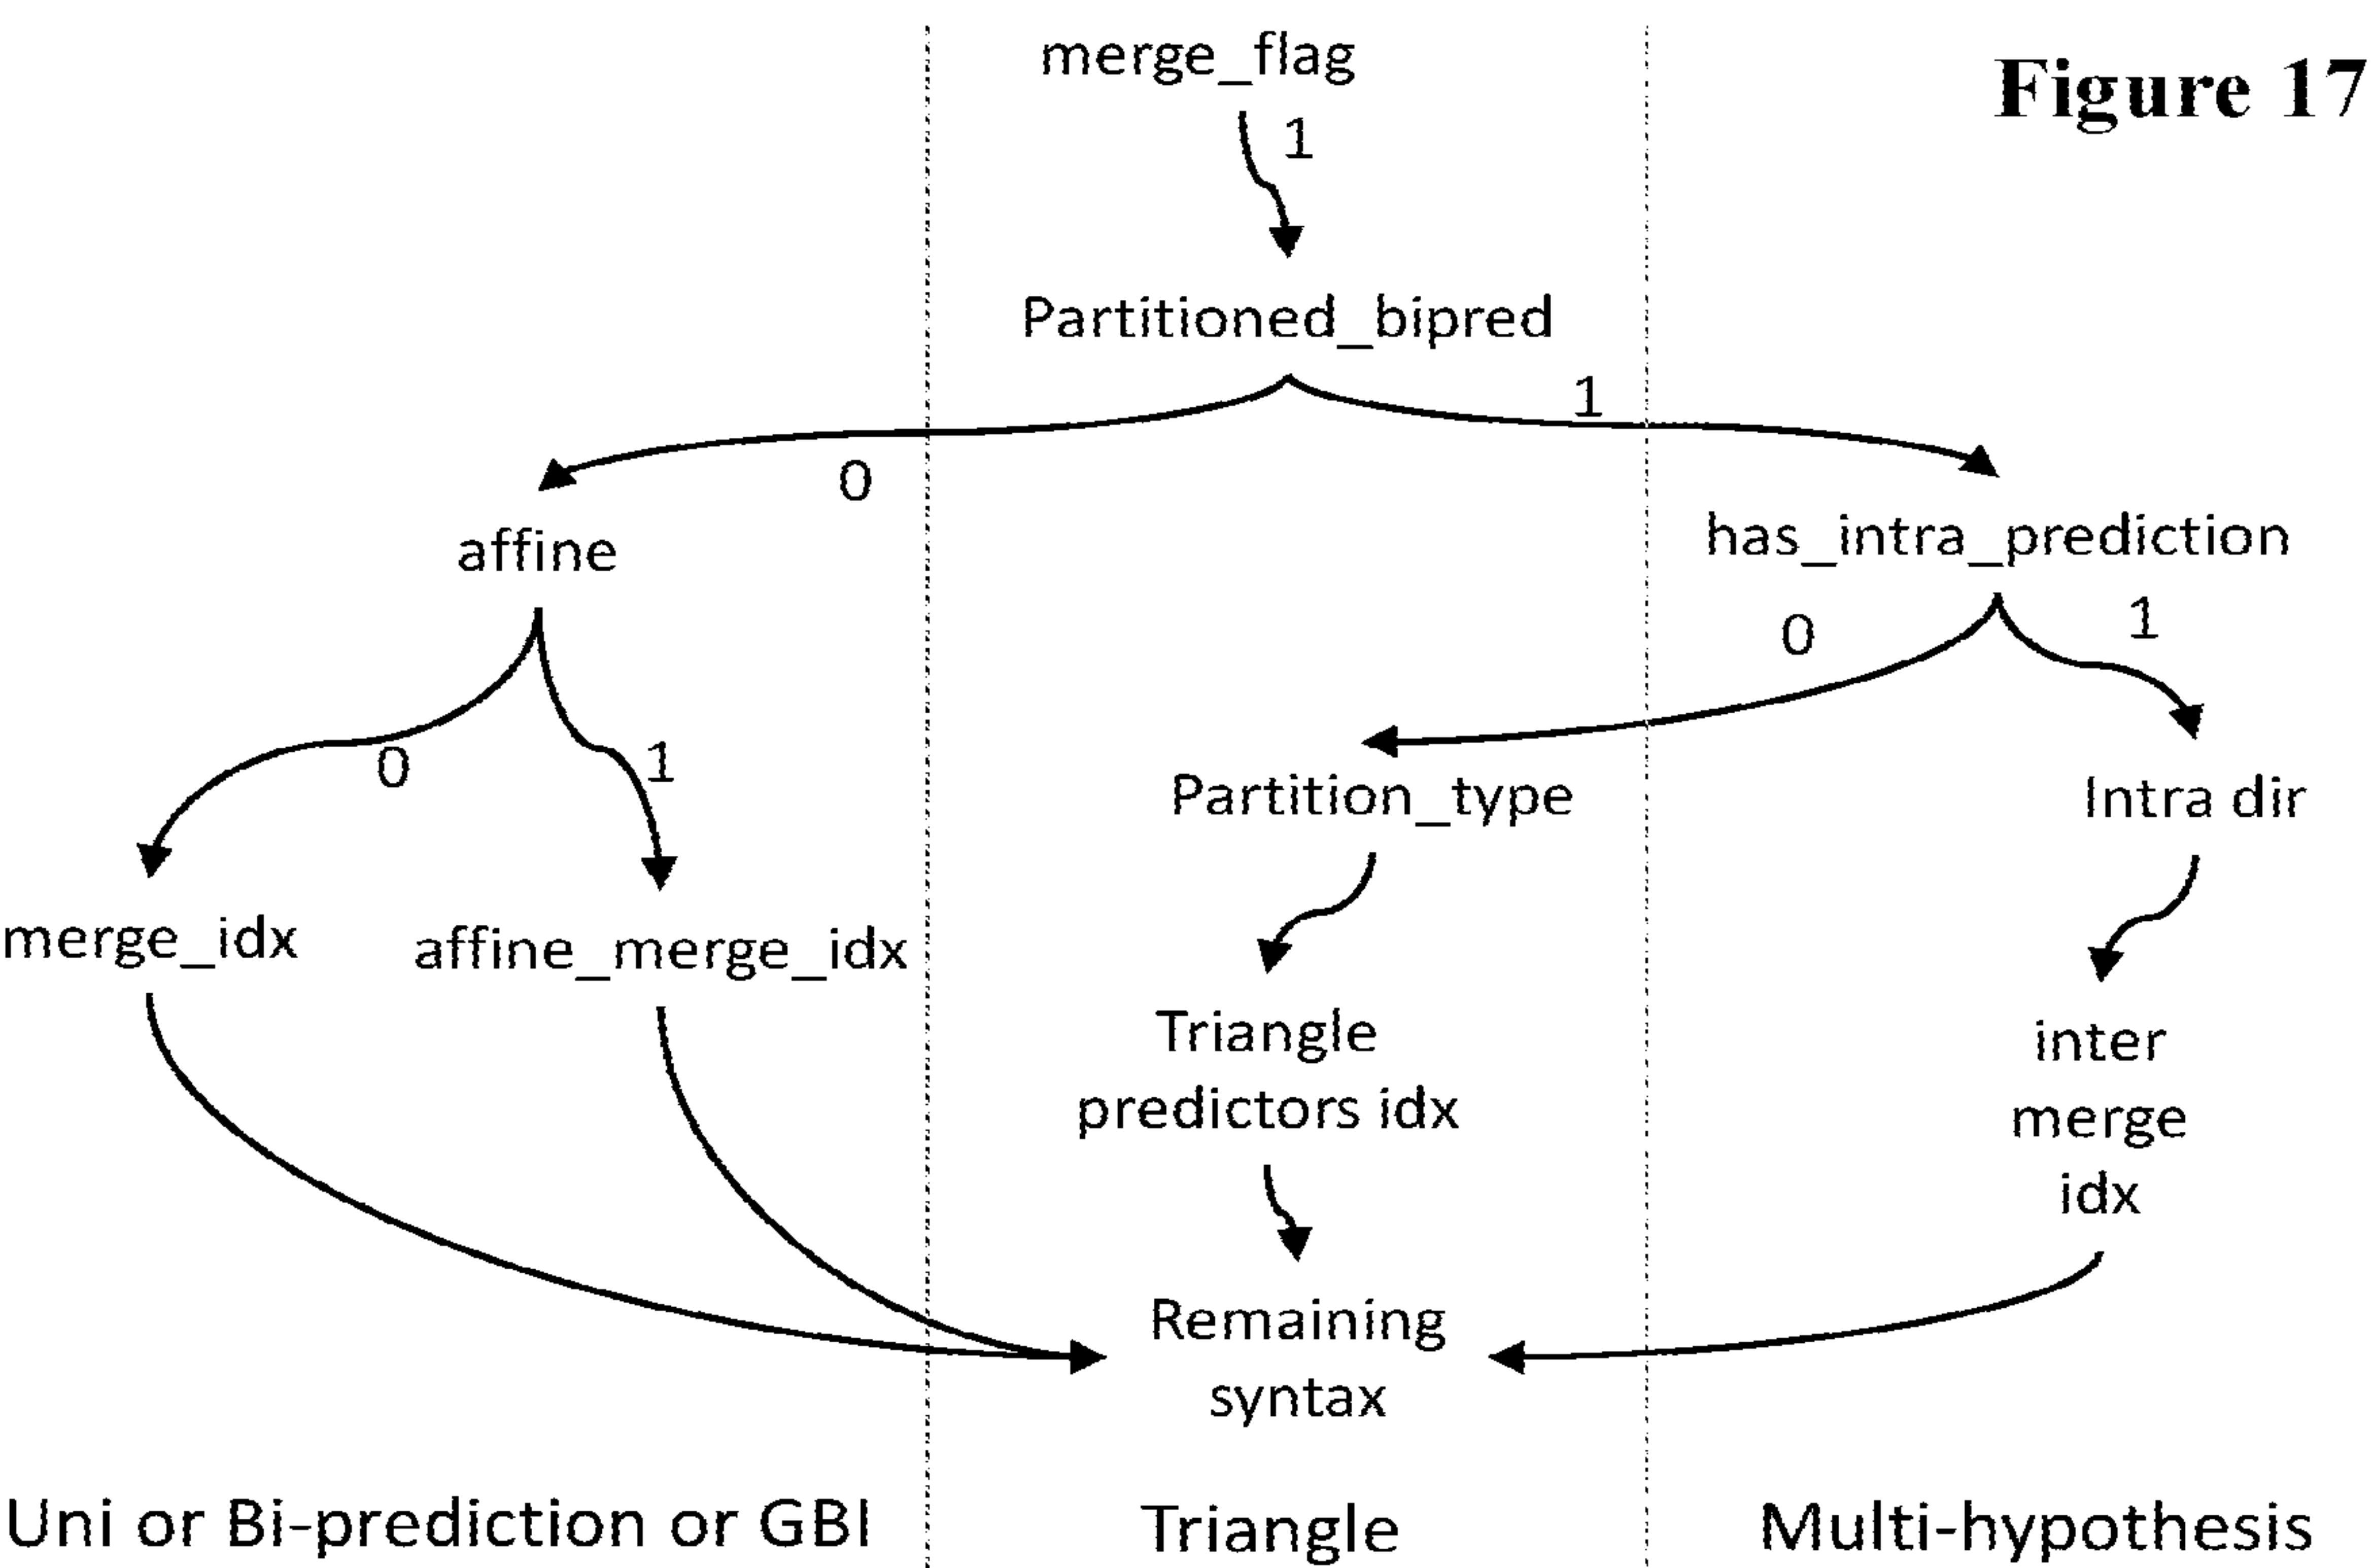 merge_flag
Figure 17
1
Partitioned_bipred
1
0
affine
has_intra_prediction
0
1
0
1
Partition_type
Intra dir
merge_idx
affine_merge_idx
Triangle
predictors idx
inter
merge
idx
Remaining
syntax
Uni or Bi-prediction or GBI
Triangle
Multi-hypothesis